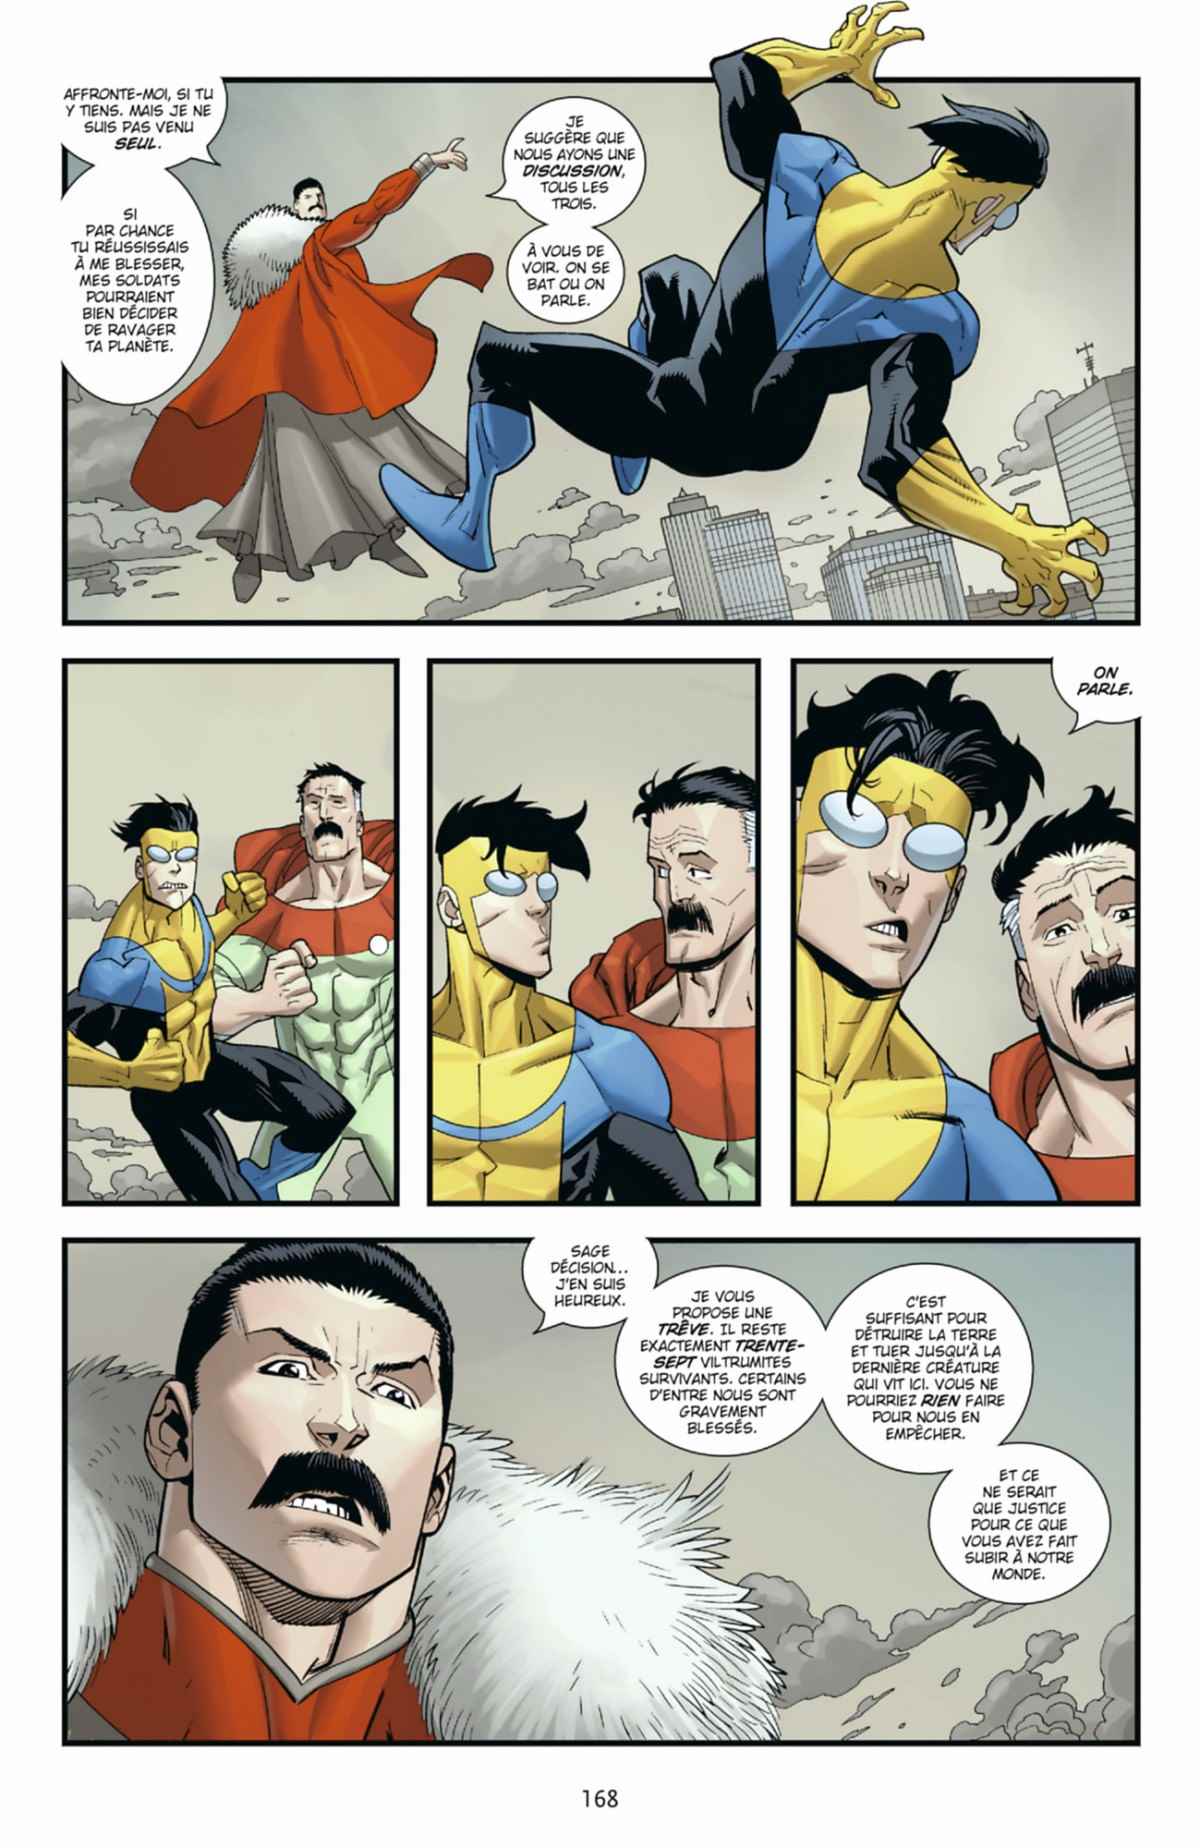 AFFRONTE-MOI, SI TU
Y TIENS. MAIS JE NE
SUIS PAS VENU
SEUL.
SI
PAR CHANCE
TU RÉUSSISSAIS
À ME BLESSER,
MES SOLDATS
POURRAIENT
BIEN DÉCIDER
DE RAVAGER
TA PLANÈTE.
JE
SUGGÈRE QUE
NOUS AYONS UNE
DISCUSSION,
TOUS LES
TROIS.
À VOUS DE
VOIR. ON SE
BAT OU ON
PARLE.
ON
PARLE.
SAGE
DÉCISION...
J'EN SUIS
HEUREUX.
JE VOUS
PROPOSE UNE
TRÊVE. IL RESTE
EXACTEMENT TRENTE-
SEPT VILTRUMITES
SURVIVANTS. CERTAINS
D'ENTRE NOUS SONT
GRAVEMENT
BLESSÉS.
C'EST
SUFFISANT POUR
DÉTRUIRE LA TERRE
ET TUER JUSQU'À LA
DERNIÈRE CRÉATURE
QUI VIT ICI. VOUS NE
POURRIEZ RIEN FAIRE
POUR NOUS EN
EMPÊCHER.
ET CE
NE SERAIT
QUE JUSTICE
POUR CE QUE
VOUS AVEZ FAIT
SUBIR À NOTRE
MONDE.
168